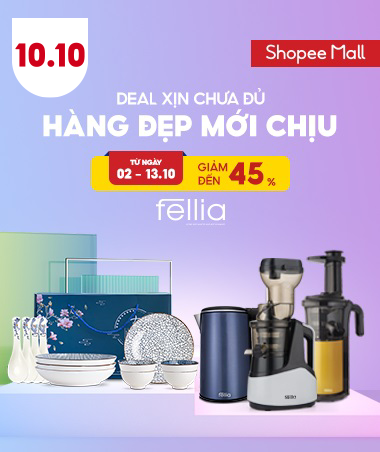 10.10
Shopee Mall
DEAL XỊN CHƯA ĐỦ
HÀNG ĐẸP MỚI CHỊU
TỪ NGÀY
02 - 13.10
GIẢM
ĐẾN
45%
fellia
fellia